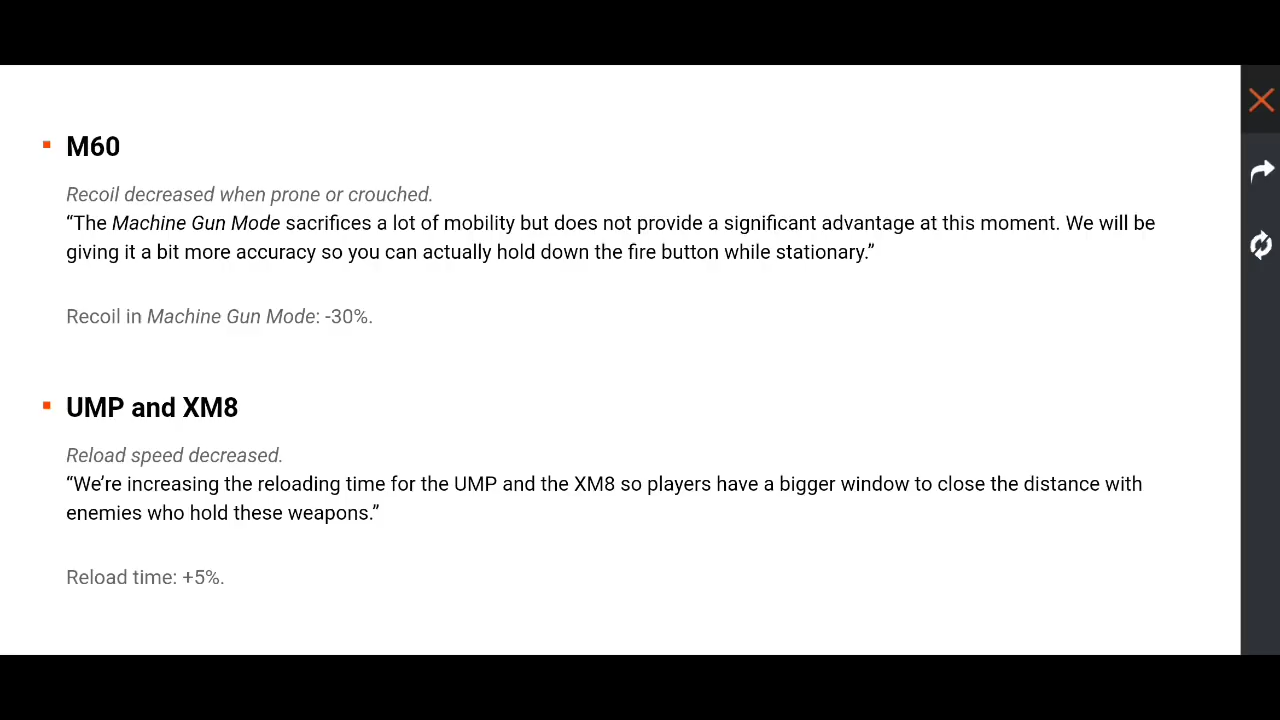 M60
Recoil decreased when prone or crouched.
“The Machine Gun Mode sacrifices a lot of mobility but does not provide a significant advantage at this moment. We will be
giving it a bit more accuracy so you can actually hold down the fire button while stationary.”
Recoil in Machine Gun Mode: -30%.
UMP and XM8
Reload speed decreased.
“We’re increasing the reloading time for the UMP and the XM8 so players have a bigger window to close the distance with
enemies who hold these weapons.”
Reload time: +5%.